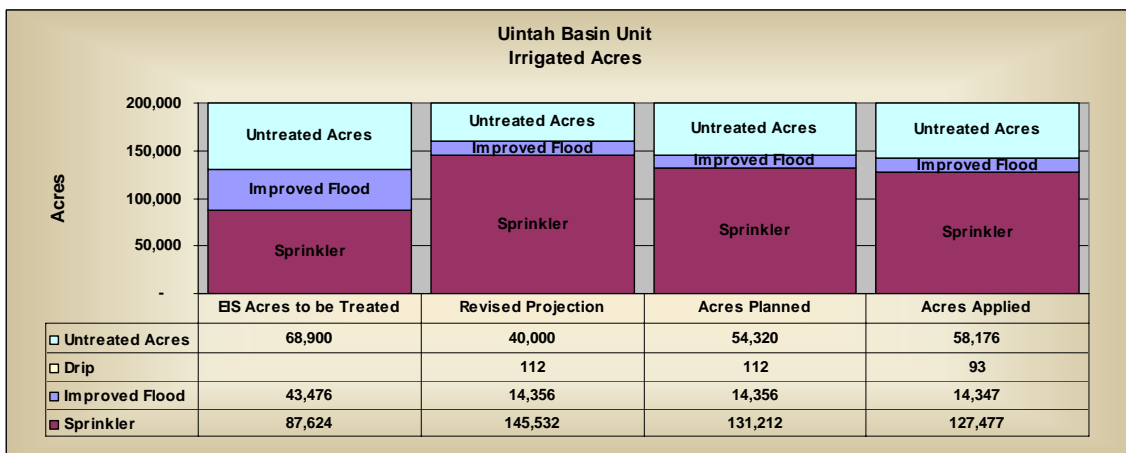 Uintah Basin Unit
Irrigated Acres
Acres
200,000
150,000
100,000
50,000
-
Untreated Acres
Improved Flood
Sprinkler
Untreated Acres
Improved Flood
Sprinkler
Untreated Acres
Improved Flood
Sprinkler
Untreated Acres
Improved Flood
Sprinkler
EIS Acres to be Treated Revised Projection Acres Planned Acres Applied
Untreated Acres 68,900 40,000 54,320 58,176
Drip 112 112 93
Improved Flood 43,476 14,356 14,356 14,347
Sprinkler 87,624 145,532 131,212 127,477